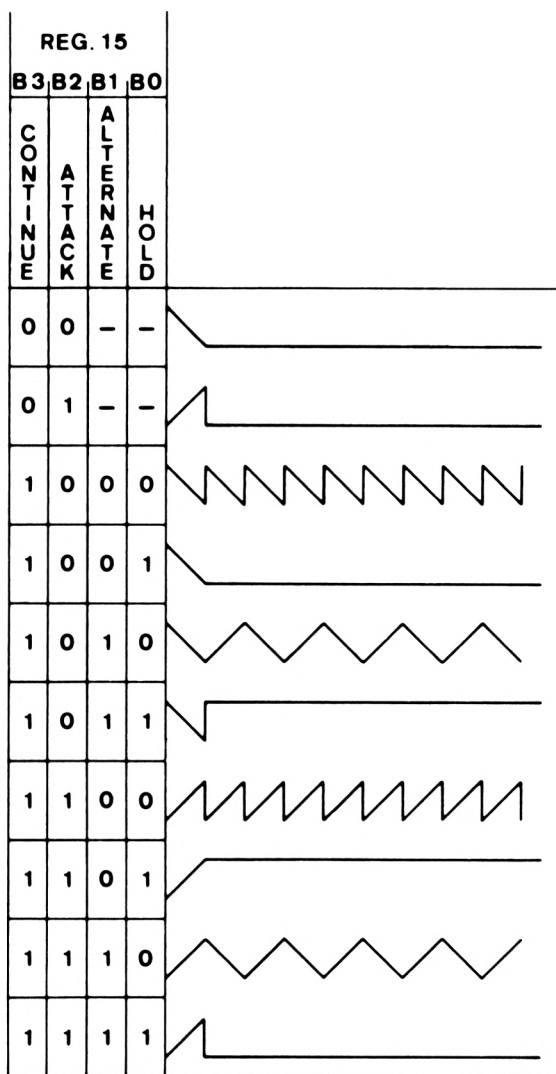 REG. 15
B3 B2 B1 B0
CONTINUE ATTACK ALTERNATE HOLD
0 0 – –
0 1 – –
1 0 0 0
1 0 0 1
1 0 1 0
1 0 1 1
1 1 0 0
1 1 0 1
1 1 1 0
1 1 1 1